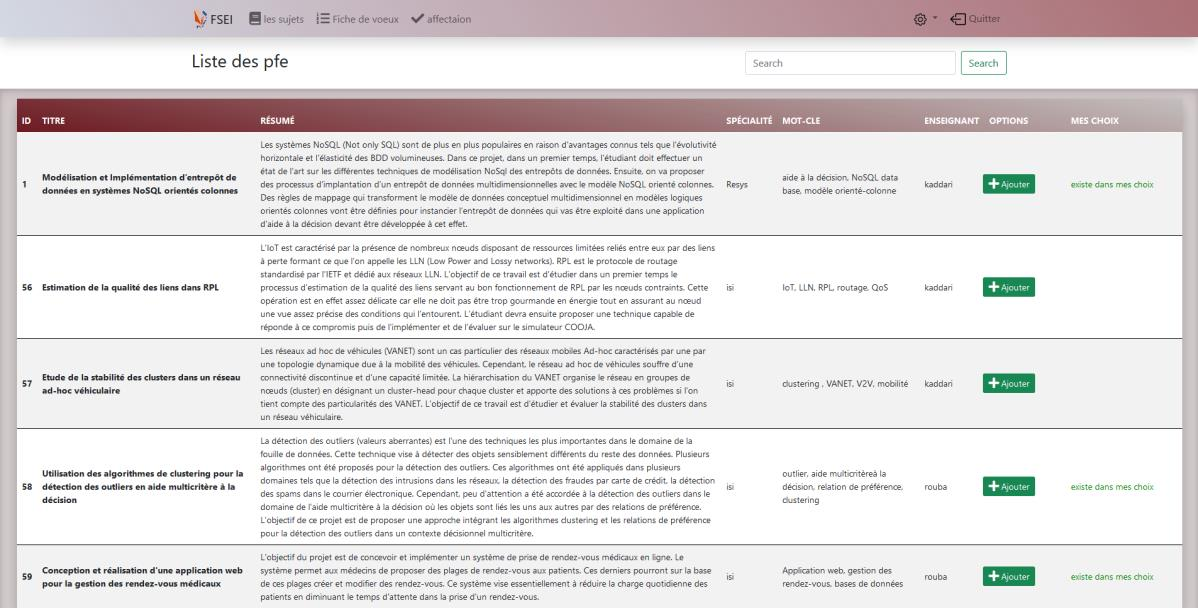 FSEI les sujets Fiche de voeux affectaion Quitter
Liste des pfe
Search Search
ID TITRE RÉSUMÉ SPÉCIALITÉ MOT-CLE ENSEIGNANT OPTIONS MES CHOIX
1
Modélisation et Implémentation d'entrepôt de
données en systèmes NoSQL orientés colonnes
Les systèmes NoSQL (Not only SQL) sont de plus en plus populaires en raison d'avantages connus tels que l'évolutivité
horizontale et l'élasticité des BDD volumineuses. Dans ce projet, dans un premier temps, l'étudiant doit effectuer un
état de l'art sur les différentes techniques de modélisation NoSql des entrepôts de données. Ensuite, on va proposer
des processus d'implantation d'un entrepôt de données multidimensionnelles avec le modèle NoSQL orienté colonnes.
Des règles de mappage qui transforment le modèle de données conceptuel multidimensionnel en modèles logiques
orientés colonnes vont être définies pour instancier l'entrepôt de données qui vas être exploité dans une application
d'aide à la décision devant être développée à cet effet.
Resys
aide à la décision, NoSQL data
base, modèle orienté-colonne
kaddari
Ajouter
existe dans mes choix
56
Estimation de la qualité des liens dans RPL
L'IoT est caractérisé par la présence de nombreux nœuds disposant de ressources limitées reliés entre eux par des liens
à perte formant ce que l'on appelle les LLN (Low Power and Lossy networks). RPL est le protocole de routage
standardisé par l'IETF et dédié aux réseaux LLN. L'objectif de ce travail est d'étudier dans un premier temps le
processus d'estimation de la qualité des liens servant au bon fonctionnement de RPL par les nœuds contraints. Cette
opération est en effet assez délicate car elle ne doit pas être trop gourmande en énergie tout en assurant au nœud
une vue assez précise des conditions qui l'entourent. L'étudiant devra ensuite proposer une technique capable de
réponde à ce compromis puis de l'implémenter et de l'évaluer sur le simulateur COOJA.
isi
IoT, LLN, RPL, routage, QoS
kaddari
Ajouter
57
Etude de la stabilité des clusters dans un réseau
ad-hoc véhiculaire
Les réseaux ad hoc de véhicules (VANET) sont un cas particulier des réseaux mobiles Ad-hoc caractérisés par une par
une topologie dynamique due à la mobilité des véhicules. Cependant, le réseau ad hoc de véhicules souffre d'une
connectivité discontinue et d'une capacité limitée. La hiérarchisation du VANET organise le réseau en groupes de
nœuds (cluster) en désignant un cluster-head pour chaque cluster et apporte des solutions à ces problèmes si l'on
tient compte des particularités des VANET. L'objectif de ce travail est d'étudier et évaluer la stabilité des clusters dans
un réseau véhiculaire.
isi
clustering , VANET, V2V, mobilité
kaddari
Ajouter
58
Utilisation des algorithmes de clustering pour la
détection des outliers en aide multicritère à la
décision
La détection des outliers (valeurs aberrantes) est l'une des techniques les plus importantes dans le domaine de la
fouille de données. Cette technique vise à détecter des objets sensiblement différents du reste des données. Plusieurs
algorithmes ont été proposés pour la détection des outliers. Ces algorithmes ont été appliqués dans plusieurs
domaines tels que la détection des intrusions dans les réseaux, la détection des fraudes par carte de crédit, la détection
des spams dans le courrier électronique. Cependant, peu d'attention a été accordée à la détection des outliers dans le
domaine de l'aide multicritère à la décision où les objets sont liés les uns aux autres par des relations de préférence.
L'objectif de ce projet est de proposer une approche intégrant les algorithmes clustering et les relations de préférence
pour la détection des outliers dans un contexte décisionnel multicritère.
isi
outlier, aide multicritèreà la
décision, relation de préférence,
clustering
rouba
Ajouter
existe dans mes choix
59
Conception et réalisation d'une application web
pour la gestion des rendez-vous médicaux
L'objectif du projet est de concevoir et implémenter un système de prise de rendez-vous médicaux en ligne. Le
système permet aux médecins de proposer des plages de rendez-vous aux patients. Ces derniers pourront sur la base
de ces plages créer et modifier des rendez-vous. Ce système vise essentiellement à réduire la charge quotidienne des
patients en diminuant le temps d'attente dans la prise d'un rendez-vous.
isi
Application web, gestion des
rendez-vous, bases de données
rouba
Ajouter
existe dans mes choix